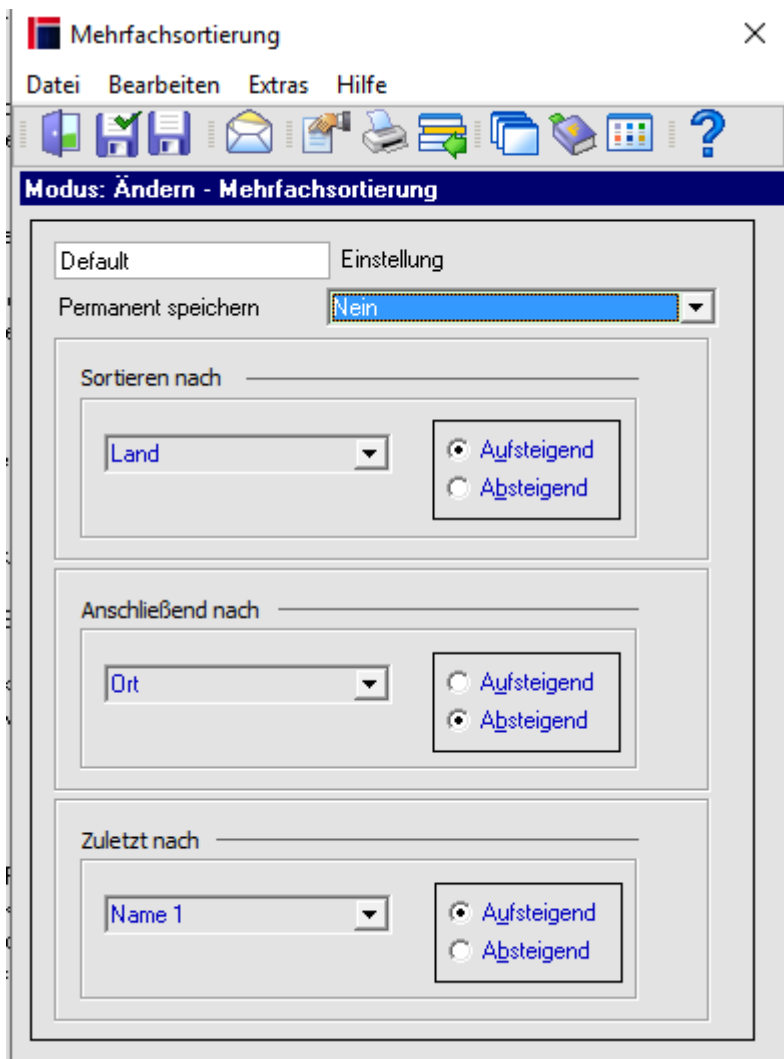 Mehrfachsortierung
Datei Bearbeiten Extras Hilfe
Modus: Ändern - Mehrfachsortierung
Default Einstellung
Permanent speichern Nein
Sortieren nach
Land Aufsteigend
Absteigend
Anschließend nach
Ort Aufsteigend
Absteigend
Zuletzt nach
Name 1 Aufsteigend
Absteigend